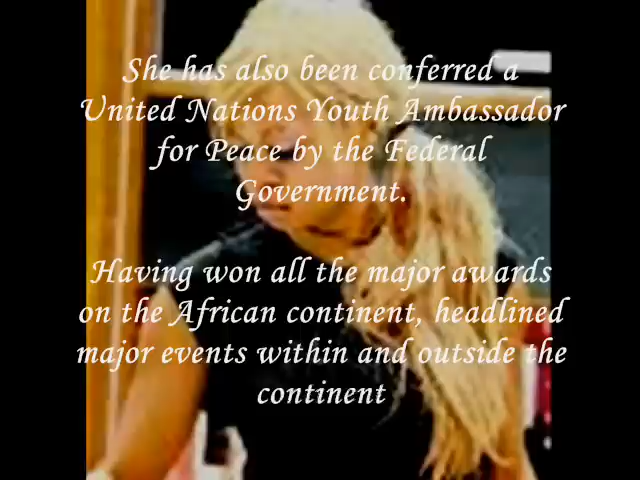 She has also been conferred a
United Nations Youth Ambassador
for Peace by the Federal
Government.
Having won all the major awards
on the African continent, headlined
major events within and outside the
continent